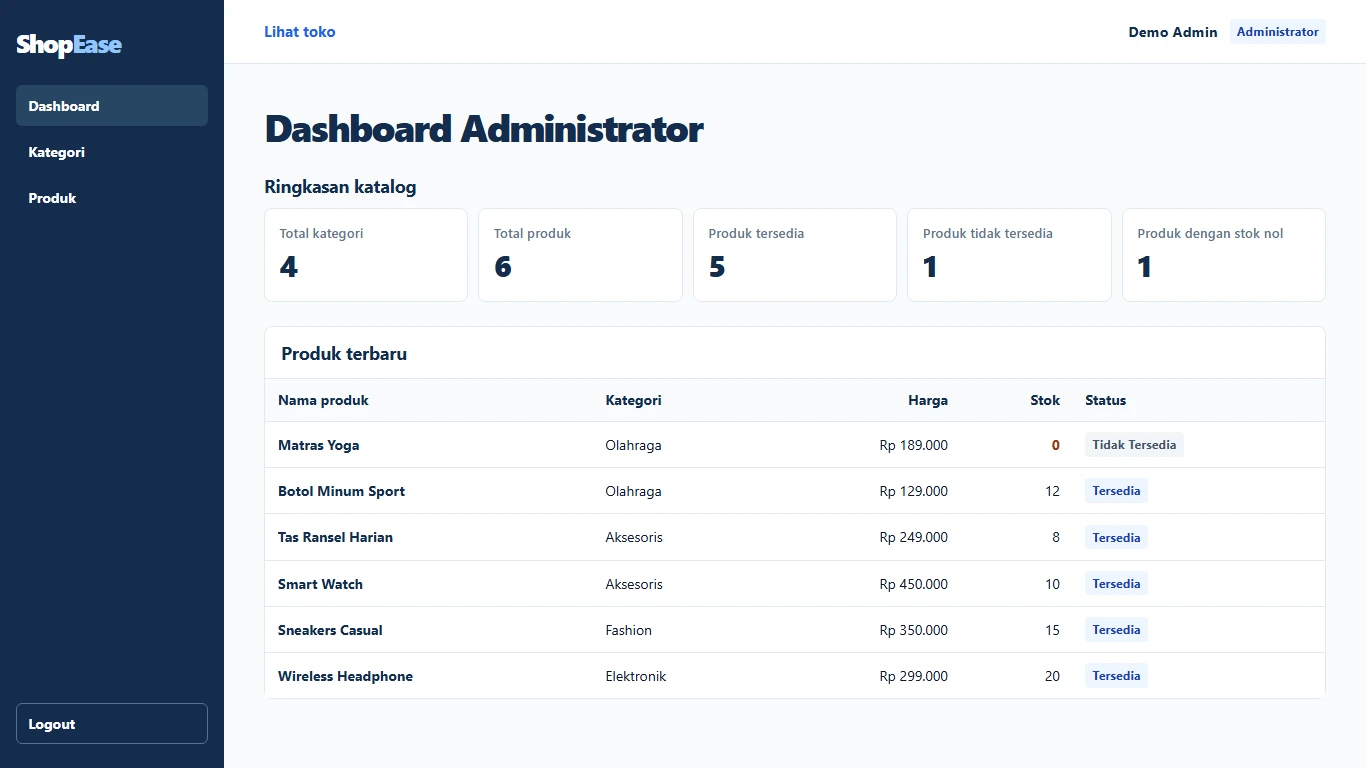 ShopEase
Dashboard
Kategori
Produk
Logout
Lihat toko
Demo Admin Administrator
Dashboard Administrator
Ringkasan katalog
Total kategori
4
Total produk
6
Produk tersedia
5
Produk tidak tersedia
1
Produk dengan stok nol
1
Produk terbaru
Nama produk Kategori Harga Stok Status
Matras Yoga Olahraga Rp 189.000 0 Tidak Tersedia
Botol Minum Sport Olahraga Rp 129.000 12 Tersedia
Tas Ransel Harian Aksesoris Rp 249.000 8 Tersedia
Smart Watch Aksesoris Rp 450.000 10 Tersedia
Sneakers Casual Fashion Rp 350.000 15 Tersedia
Wireless Headphone Elektronik Rp 299.000 20 Tersedia